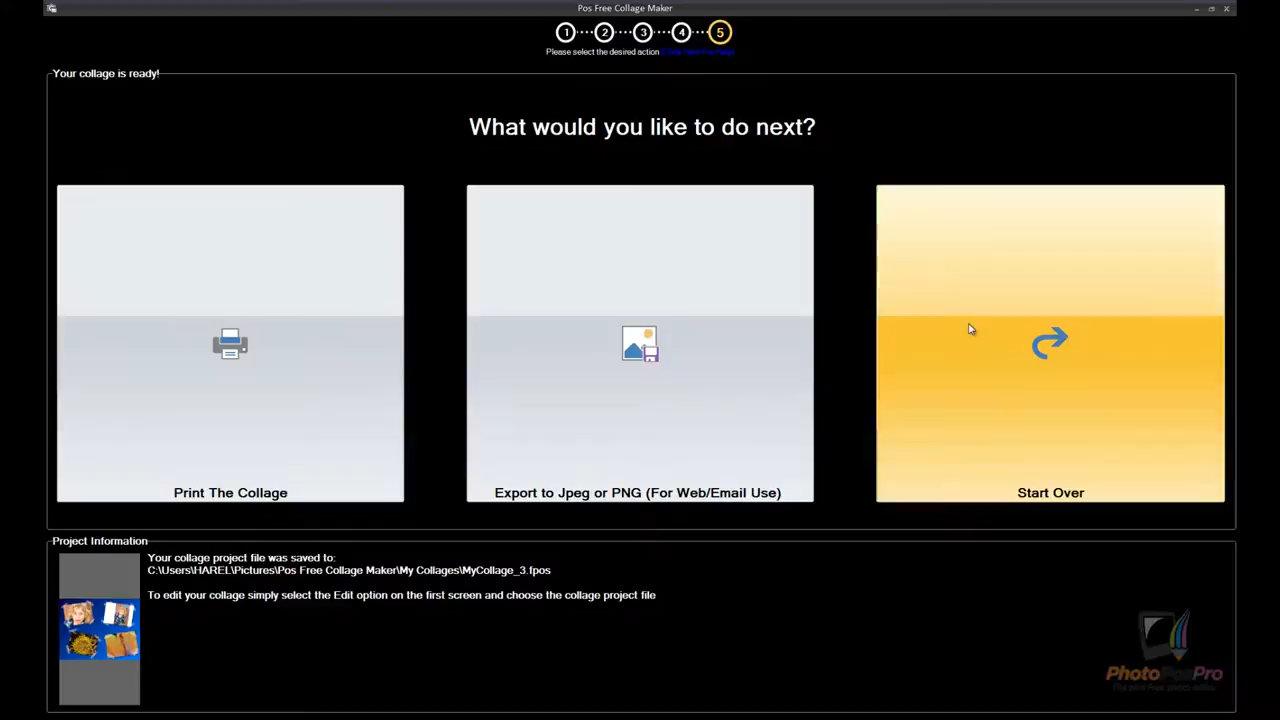 Pos Free Collage Maker
1 2 3 4 5
Please select the desired action
Your collage is ready!
What would you like to do next?
Print The Collage
Export to Jpeg or PNG (For Web/Email Use)
Start Over
Project Information
Your collage project file was saved to:
C:\Users\HAREL\Pictures\Pos Free Collage Maker\My Collages\MyCollage_3.fpos
To edit your collage simply select the Edit option on the first screen and choose the collage project file
PhotoPosPro